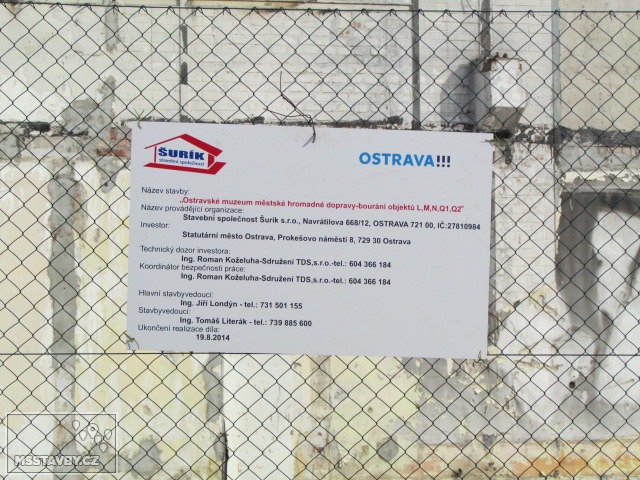 ŠURÍK
stavební společnost
OSTRAVA!!!
Název stavby:
„Ostravské muzeum městské hromadné dopravy-bourání objektů L,M,N,Q1,Q2"
Název provádějící organizace:
Stavební společnost Šurík s.r.o., Navrátilova 668/12, OSTRAVA 721 00, IČ:27810984
Investor:
Statutární město Ostrava, Prokešovo náměstí 8, 729 30 Ostrava
Technický dozor investora:
Ing. Roman Koželuha-Sdružení TDS,s.r.o.-tel.: 604 366 184
Koordinátor bezpečnosti práce:
Ing. Roman Koželuha-Sdružení TDS,s.r.o.-tel.: 604 366 184
Hlavní stavbyvedoucí:
Ing. Jiří Londýn - tel.: 731 501 155
Stavbyvedoucí:
Ing. Tomáš Literák - tel.: 739 885 600
Ukončení realizace díla:
19.8.2014
MSSTAVBY.CZ